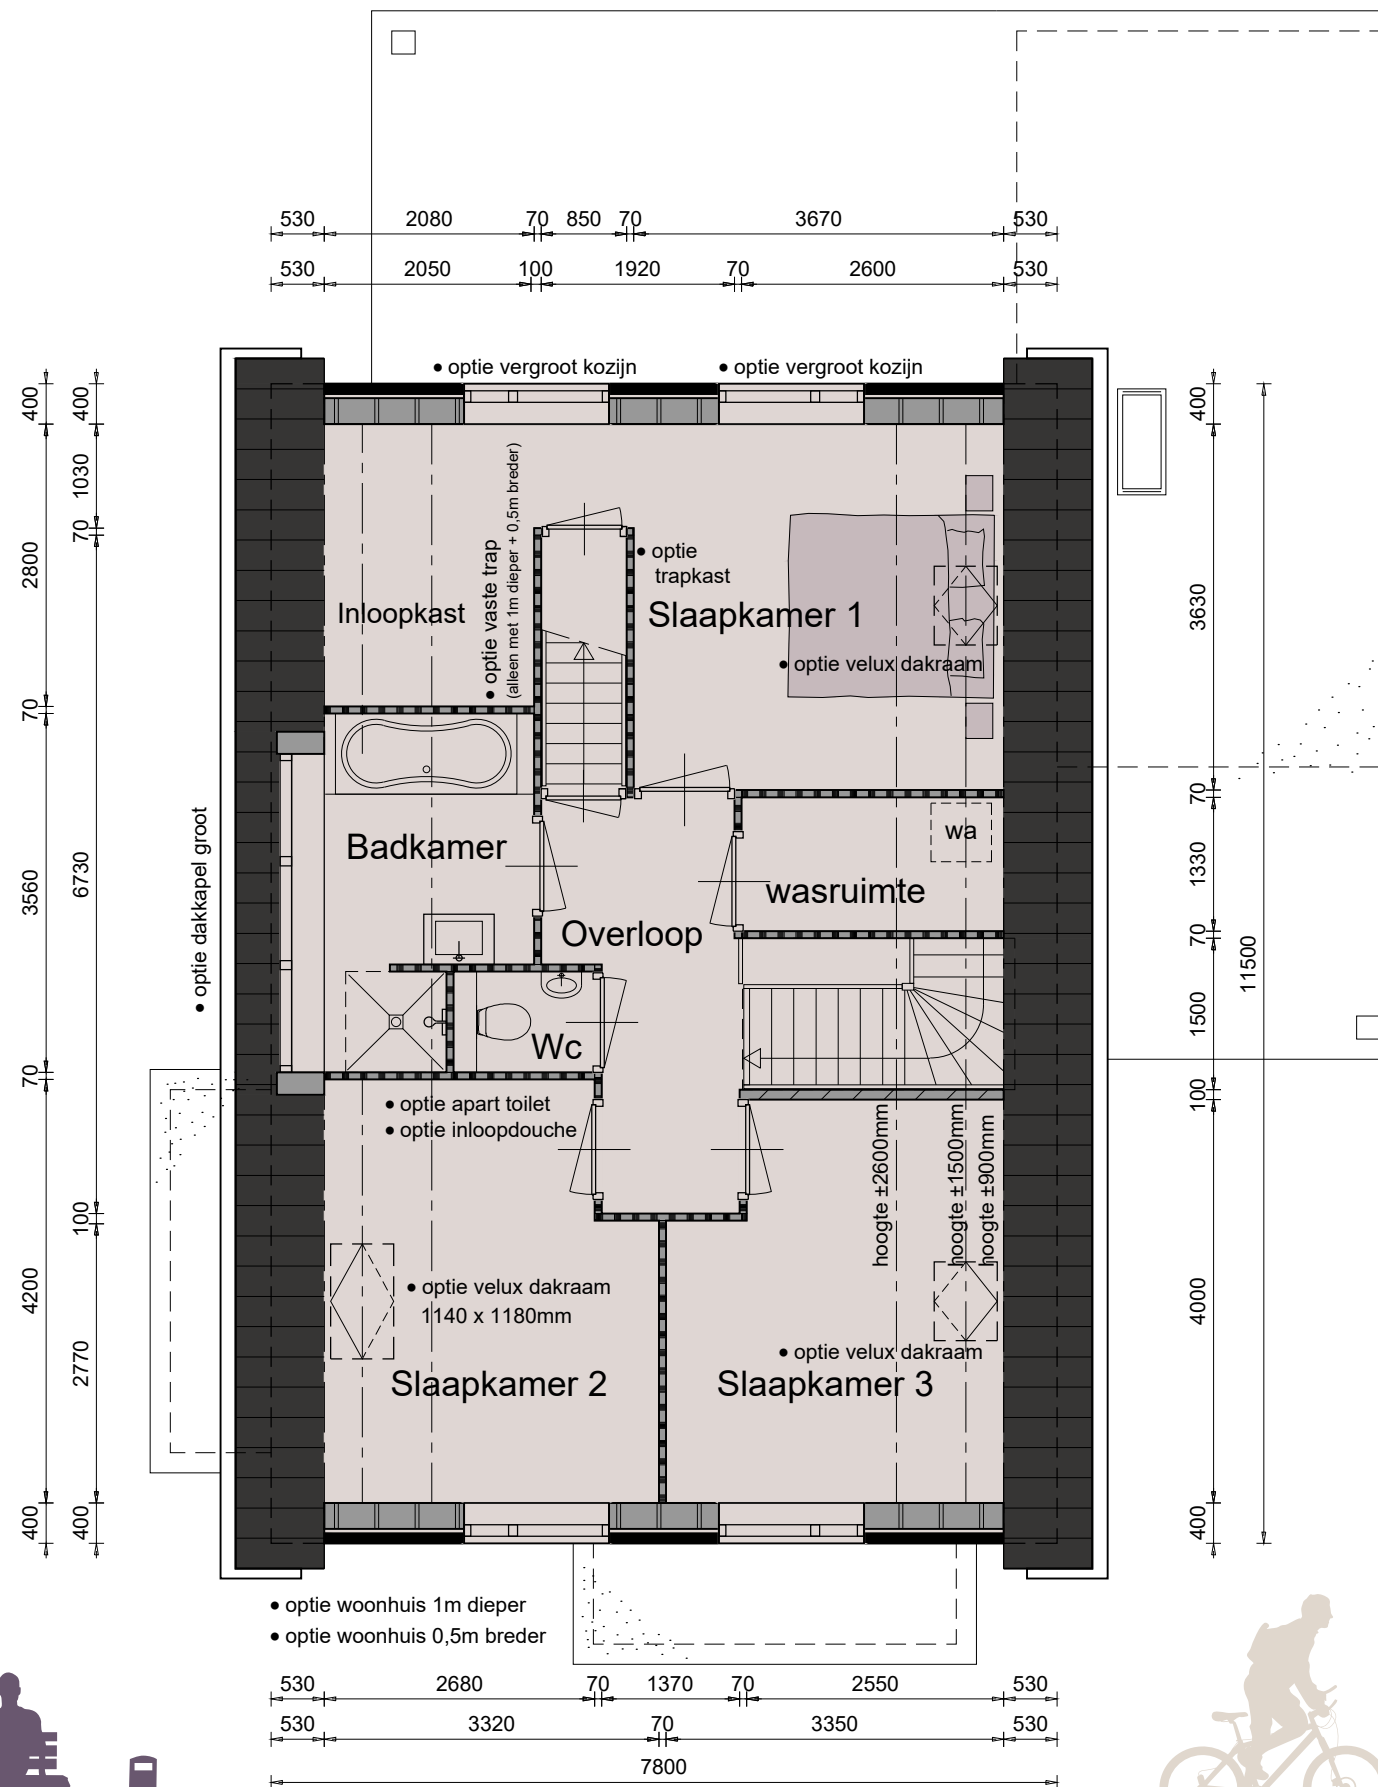 530 2080 70 850 70 3670 530
530 2050 100 1920 70 2600 530
• optie vergroot kozijn • optie vergroot kozijn
400 400 400
1030
70
2800
70
3560
6730
70
100
4200
2770
400 400
• optie vaste trap
(alleen met 1m dieper + 0,5m breder)
• optie
trapkast
Inloopkast
Slaapkamer 1
• optie velux dakraam
3630
70
1330
70
1500
100
4000
400
11500
• optie dakkapel groot
Badkamer
wa
wasruimte
Overloop
Wc
• optie apart toilet
• optie inloopdouche
hoogte ±2600mm
hoogte ±1500mm
hoogte ±900mm
• optie velux dakraam
1140 x 1180mm
• optie velux dakraam
Slaapkamer 2
Slaapkamer 3
• optie woonhuis 1m dieper
• optie woonhuis 0,5m breder
530 2680 70 1370 70 2550 530
530 3320 70 3350 530
7800